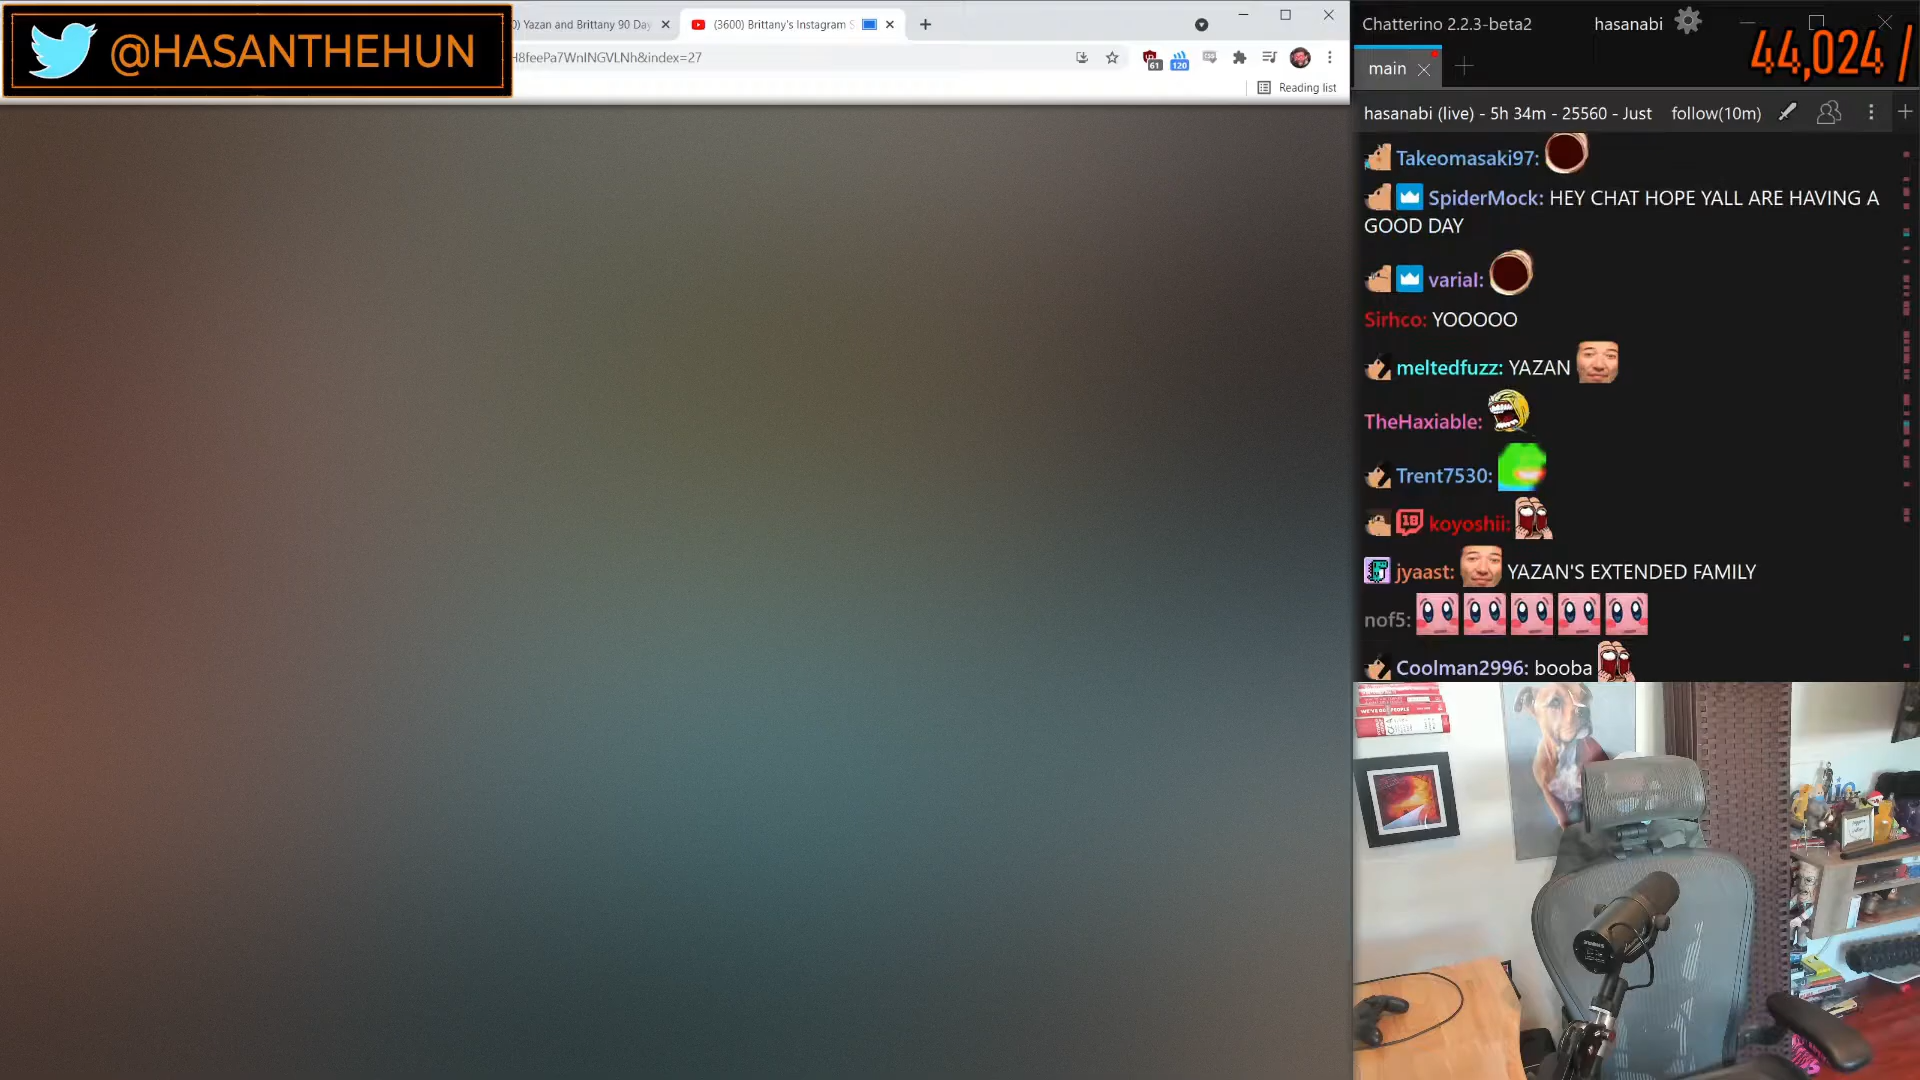 @HASANTHEHUN
) Yazan and Brittany 90 Day
(3600) Brittany's Instagram S
H8feePa7WnINGVLNh&index=27
61
120
Reading list
Chatterino 2.2.3-beta2
hasanabi
44,024 /
main
hasanabi (live) - 5h 34m - 25560 - Just
follow(10m)
Takeomasaki97:
SpiderMock: HEY CHAT HOPE YALL ARE HAVING A
GOOD DAY
varial:
Sirhco: YOOOOO
meltedfuzz: YAZAN
TheHaxiable:
Trent7530:
koyoshii:
jyaast: YAZAN'S EXTENDED FAMILY
nof5:
Coolman2996: booba